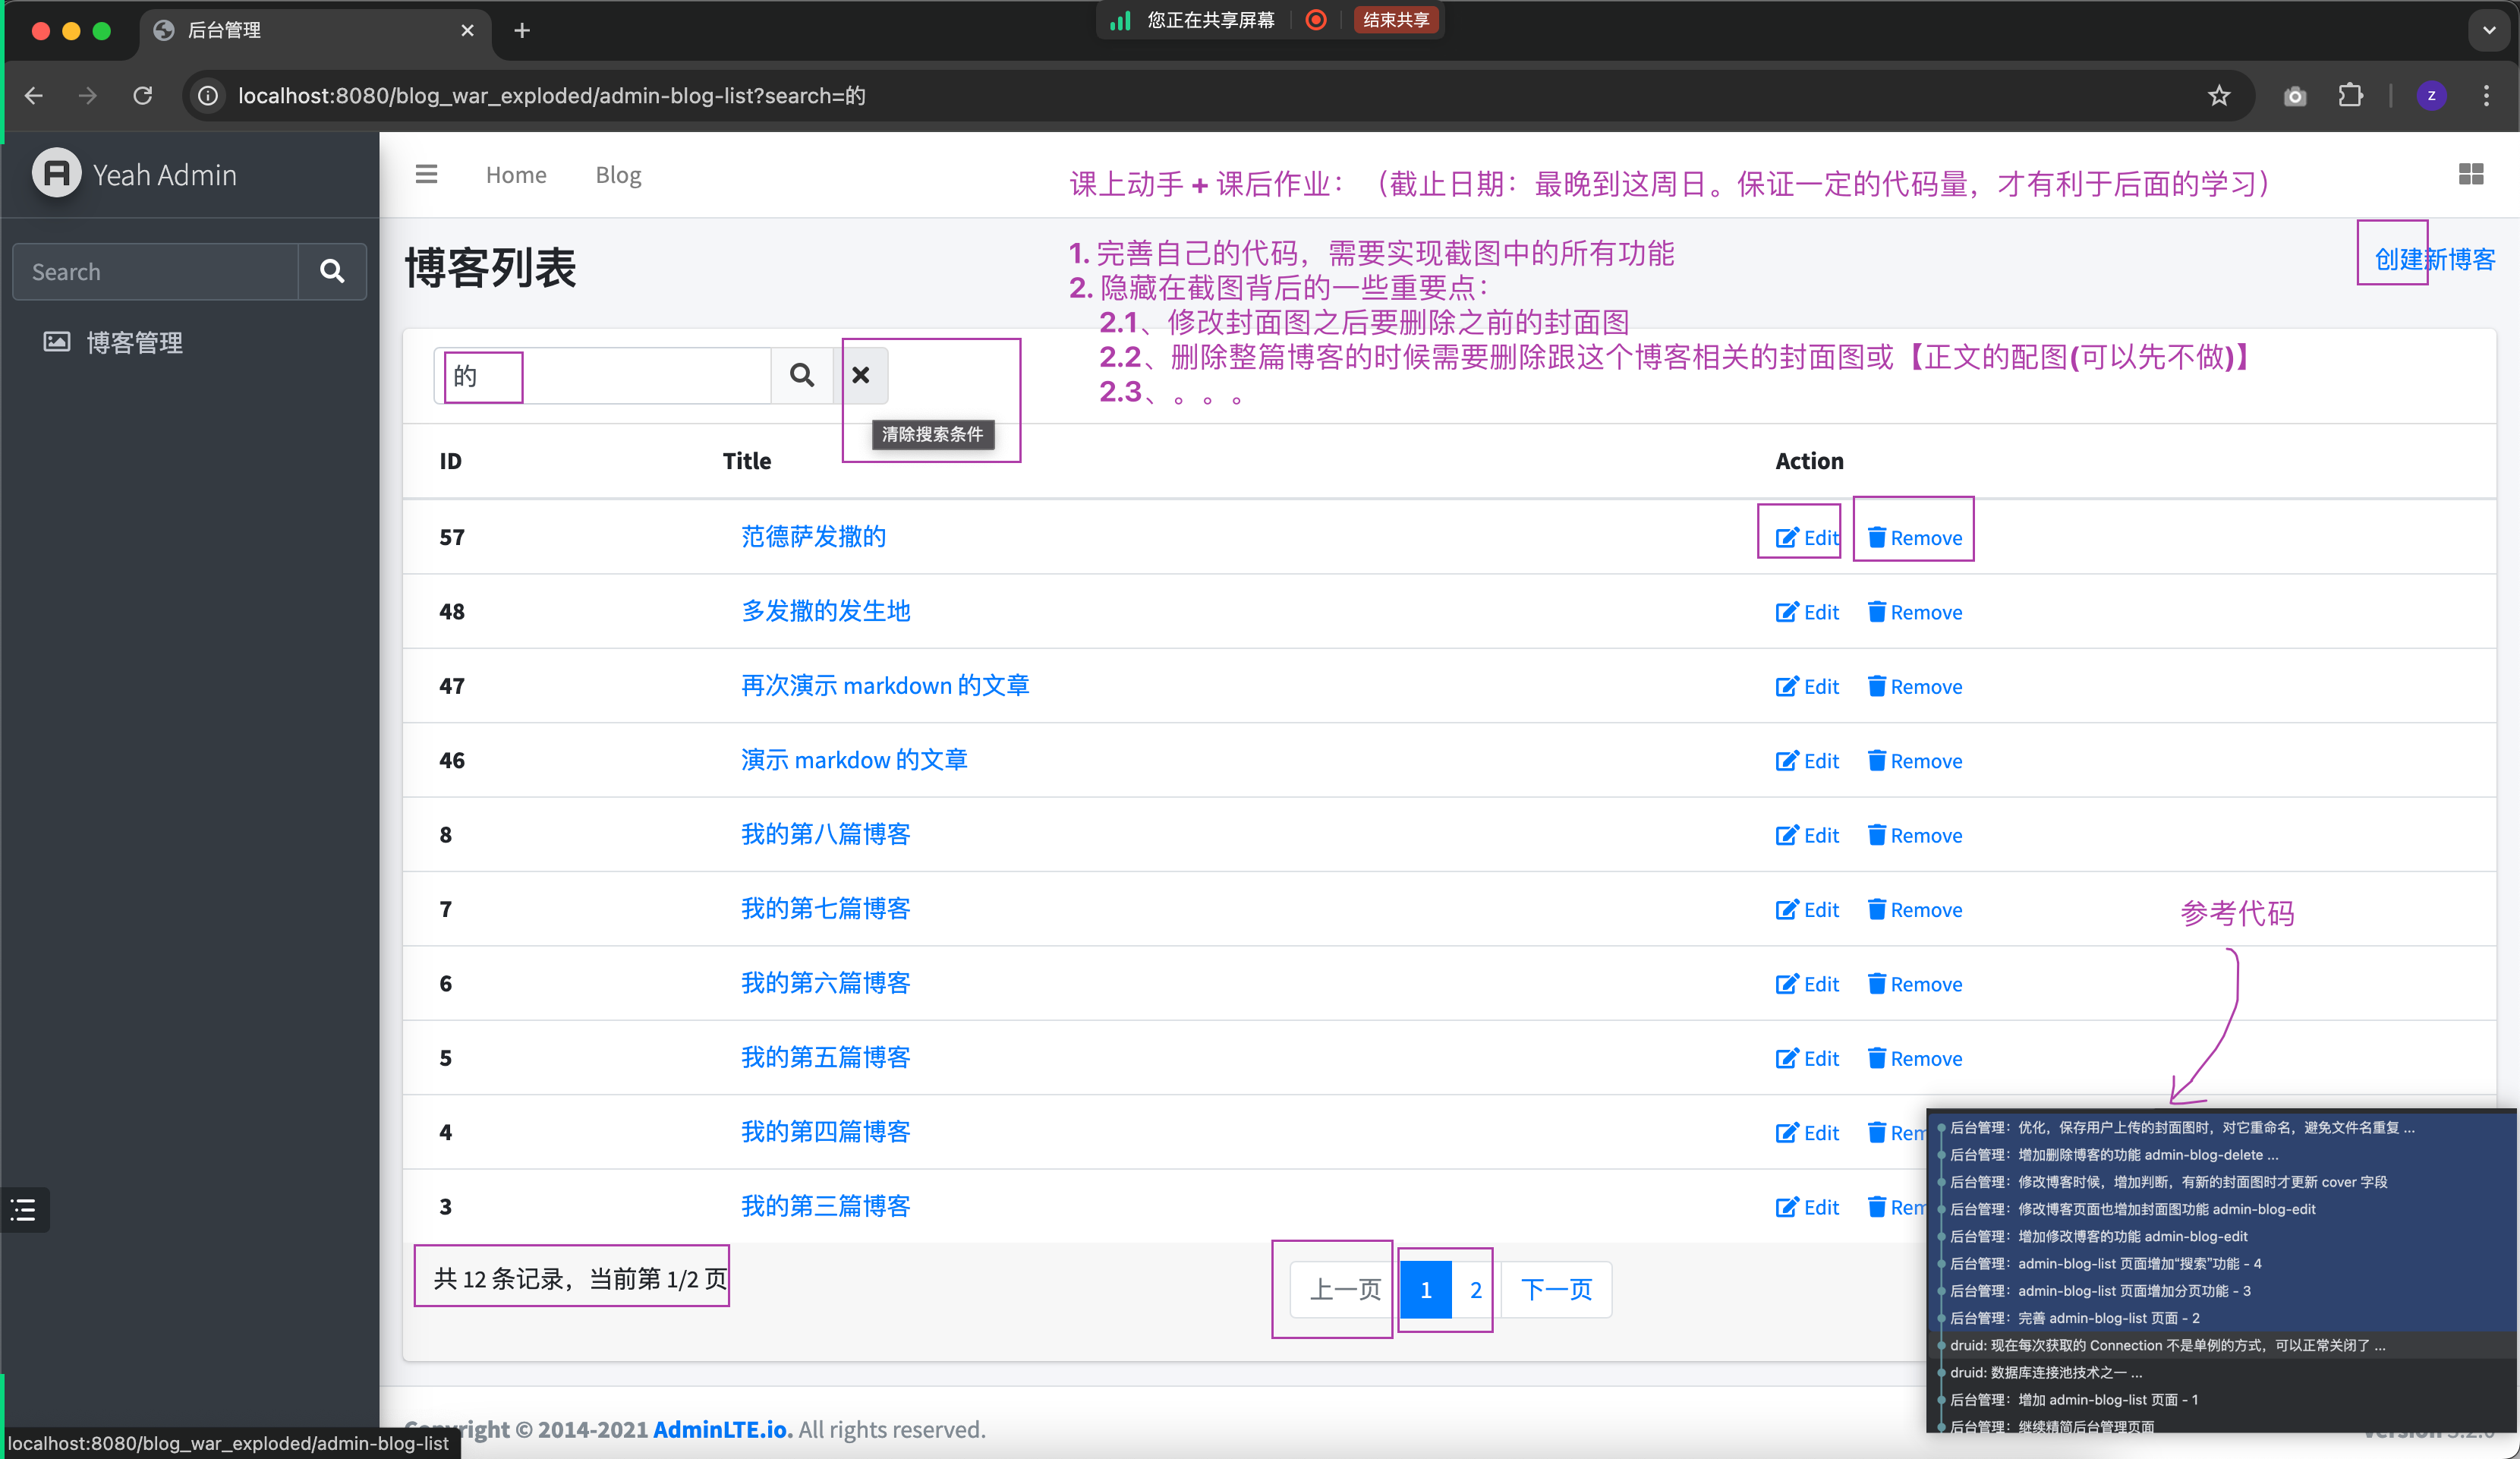 后台管理
您正在共享屏幕
结束共享
localhost:8080/blog_war_exploded/admin-blog-list?search=的
z
Yeah Admin
Home
Blog
课上动手 + 课后作业：（截止日期：最晚到这周日。保证一定的代码量，才有利于后面的学习）
Search
博客管理
博客列表
创建新博客
1. 完善自己的代码，需要实现截图中的所有功能
2. 隐藏在截图背后的一些重要点：
2.1、修改封面图之后要删除之前的封面图
2.2、删除整篇博客的时候需要删除跟这个博客相关的封面图或【正文的配图(可以先不做)】
2.3、。。。。
的
清除搜索条件
ID Title Action
57 范德萨发撒的 Edit Remove
48 多发撒的发生地 Edit Remove
47 再次演示 markdown 的文章 Edit Remove
46 演示 markdow 的文章 Edit Remove
8 我的第八篇博客 Edit Remove
7 我的第七篇博客 Edit Remove
6 我的第六篇博客 Edit Remove
5 我的第五篇博客 Edit Remove
4 我的第四篇博客 Edit Rem
3 我的第三篇博客 Edit Rem
共 12 条记录，当前第 1/2 页
上一页 1 2 下一页
参考代码
后台管理：优化，保存用户上传的封面图时，对它重命名，避免文件名重复 ...
后台管理：增加删除博客的功能 admin-blog-delete ...
后台管理：修改博客时候，增加判断，有新的封面图时才更新 cover 字段
后台管理：修改博客页面也增加封面图功能 admin-blog-edit
后台管理：增加修改博客的功能 admin-blog-edit
后台管理：admin-blog-list 页面增加“搜索”功能 - 4
后台管理：admin-blog-list 页面增加分页功能 - 3
后台管理：完善 admin-blog-list 页面 - 2
druid: 现在每次获取的 Connection 不是单例的方式，可以正常关闭了 ...
druid: 数据库连接池技术之一 ...
后台管理：增加 admin-blog-list 页面 - 1
后台管理：继续精简后台管理页面
Copyright © 2014-2021 AdminLTE.io. All rights reserved.
localhost:8080/blog_war_exploded/admin-blog-list